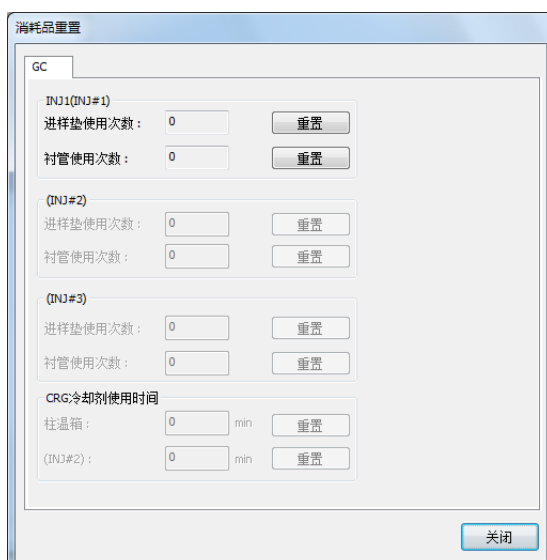 消耗品重置
GC
INJ1(INJ#1)
进样垫使用次数： 0 重置
衬管使用次数： 0 重置
(INJ#2)
进样垫使用次数： 0 重置
衬管使用次数： 0 重置
(INJ#3)
进样垫使用次数： 0 重置
衬管使用次数： 0 重置
CRG冷却剂使用时间
柱温箱： 0 min 重置
(INJ#2)： 0 min 重置
关闭